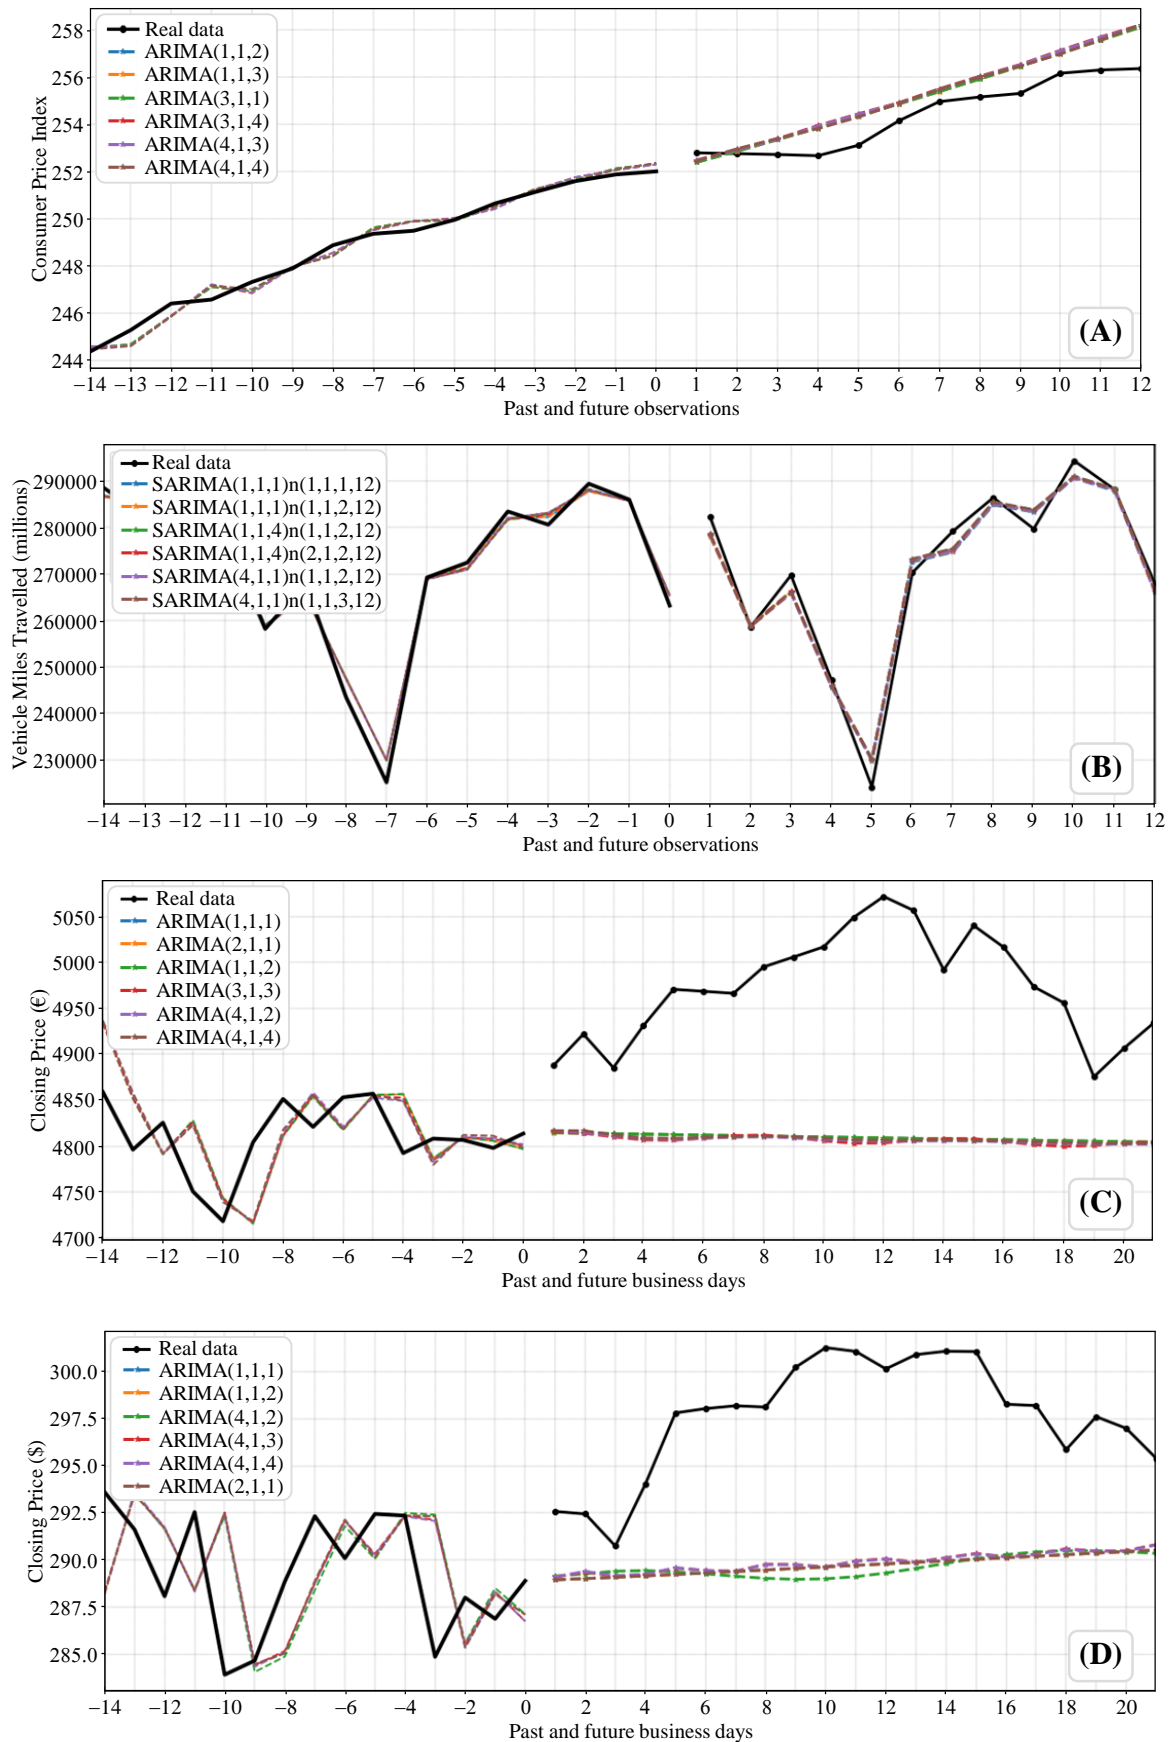 Real data
ARIMA(1,1,2)
ARIMA(1,1,3)
ARIMA(3,1,1)
ARIMA(3,1,4)
ARIMA(4,1,3)
ARIMA(4,1,4)
Consumer Price Index
258
256
254
252
250
248
246
244
(A)
−14 −13 −12 −11 −10 −9 −8 −7 −6 −5 −4 −3 −2 −1 0 1 2 3 4 5 6 7 8 9 10 11 12
Past and future observations
Real data
SARIMA(1,1,1)n(1,1,1,12)
SARIMA(1,1,1)n(1,1,2,12)
SARIMA(1,1,4)n(1,1,2,12)
SARIMA(1,1,4)n(2,1,2,12)
SARIMA(4,1,1)n(1,1,2,12)
SARIMA(4,1,1)n(1,1,3,12)
Vehicle Miles Travelled (millions)
290000
280000
270000
260000
250000
240000
230000
(B)
−14 −13 −12 −11 −10 −9 −8 −7 −6 −5 −4 −3 −2 −1 0 1 2 3 4 5 6 7 8 9 10 11 12
Past and future observations
Real data
ARIMA(1,1,1)
ARIMA(2,1,1)
ARIMA(1,1,2)
ARIMA(3,1,3)
ARIMA(4,1,2)
ARIMA(4,1,4)
Closing Price (€)
5050
5000
4950
4900
4850
4800
4750
4700
(C)
−14 −12 −10 −8 −6 −4 −2 0 2 4 6 8 10 12 14 16 18 20
Past and future business days
Real data
ARIMA(1,1,1)
ARIMA(1,1,2)
ARIMA(4,1,2)
ARIMA(4,1,3)
ARIMA(4,1,4)
ARIMA(2,1,1)
Closing Price ($)
300.0
297.5
295.0
292.5
290.0
287.5
285.0
(D)
−14 −12 −10 −8 −6 −4 −2 0 2 4 6 8 10 12 14 16 18 20
Past and future business days